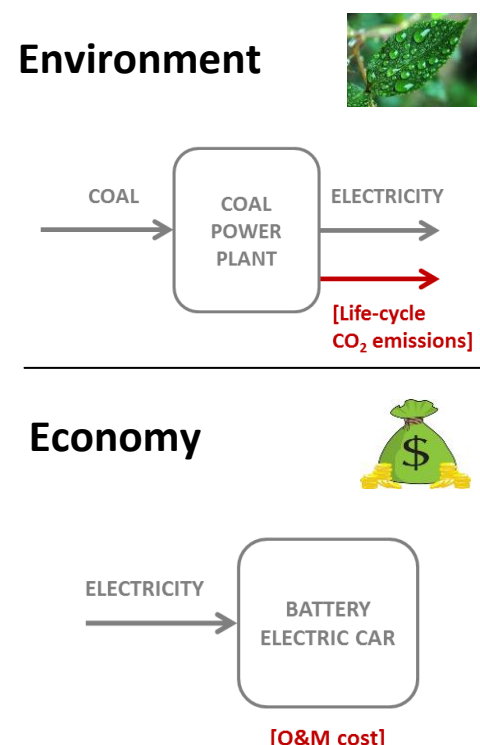 Environment
COAL
COAL
POWER
PLANT
ELECTRICITY
[Life-cycle
CO₂ emissions]
Economy
$
ELECTRICITY
BATTERY
ELECTRIC CAR
[O&M cost]